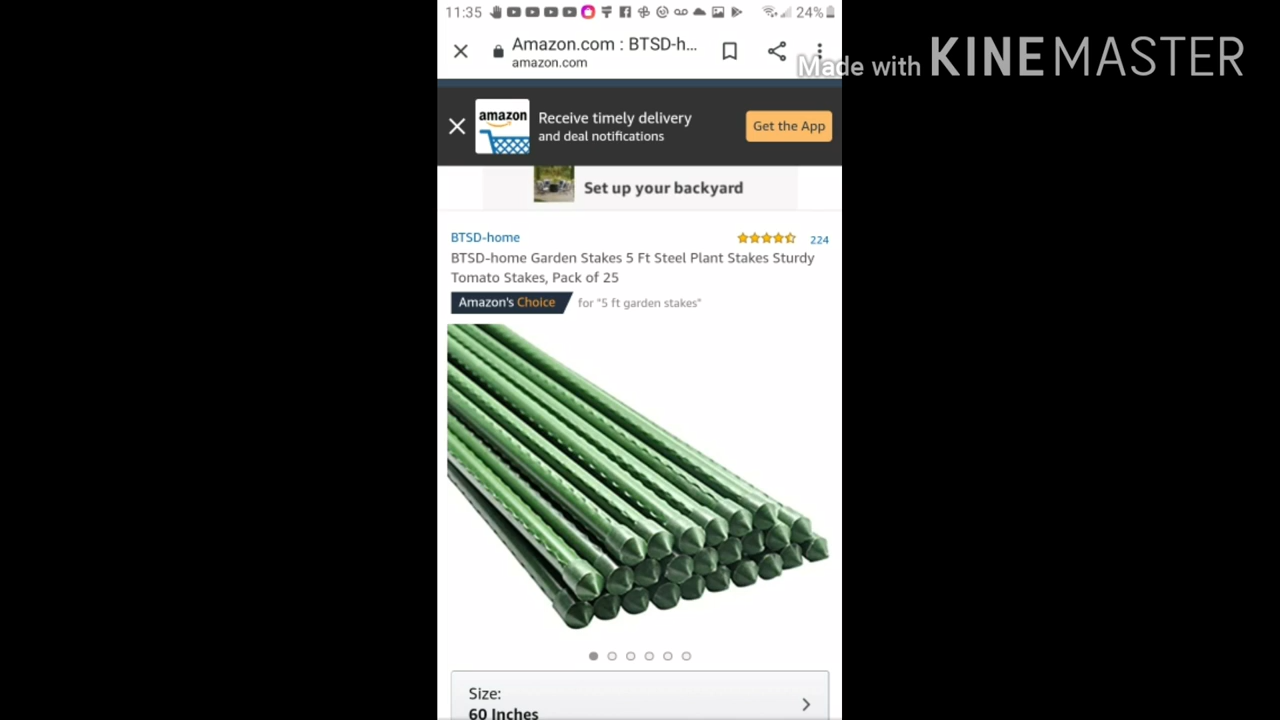 11:35
24%
Amazon.com : BTSD-h...
amazon.com
Made with KINEMASTER
amazon
Receive timely delivery
and deal notifications
Get the App
Set up your backyard
BTSD-home
224
BTSD-home Garden Stakes 5 Ft Steel Plant Stakes Sturdy
Tomato Stakes, Pack of 25
Amazon's Choice for "5 ft garden stakes"
Size:
60 Inches